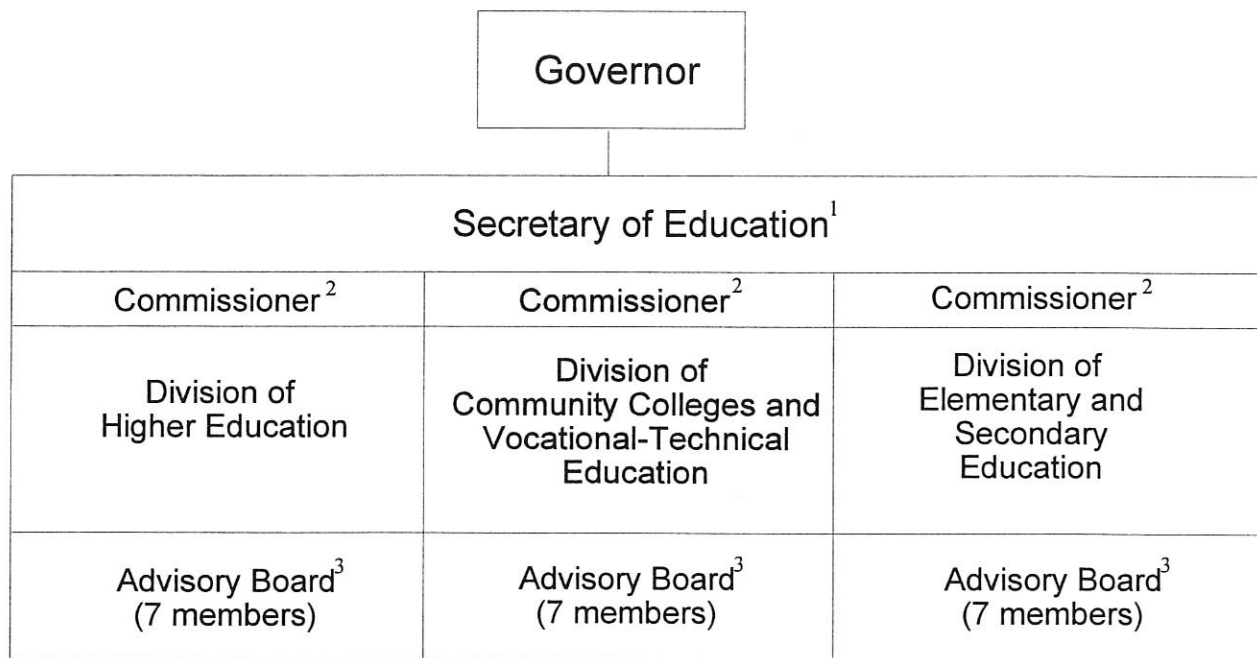 Governor
Secretary of Education¹
Commissioner²
Commissioner²
Commissioner²
Division of
Higher Education
Division of
Community Colleges and
Vocational-Technical
Education
Division of
Elementary and
Secondary
Education
Advisory Board³
(7 members)
Advisory Board³
(7 members)
Advisory Board³
(7 members)